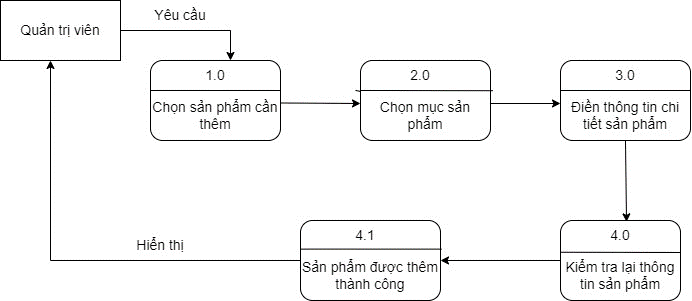 Yêu cầu
Quản trị viên
1.0
Chọn sản phẩm cần
thêm
2.0
Chọn mục sản
phẩm
3.0
Điền thông tin chi
tiết sản phẩm
Hiển thị
4.1
Sản phẩm được thêm
thành công
4.0
Kiểm tra lại thông
tin sản phẩm